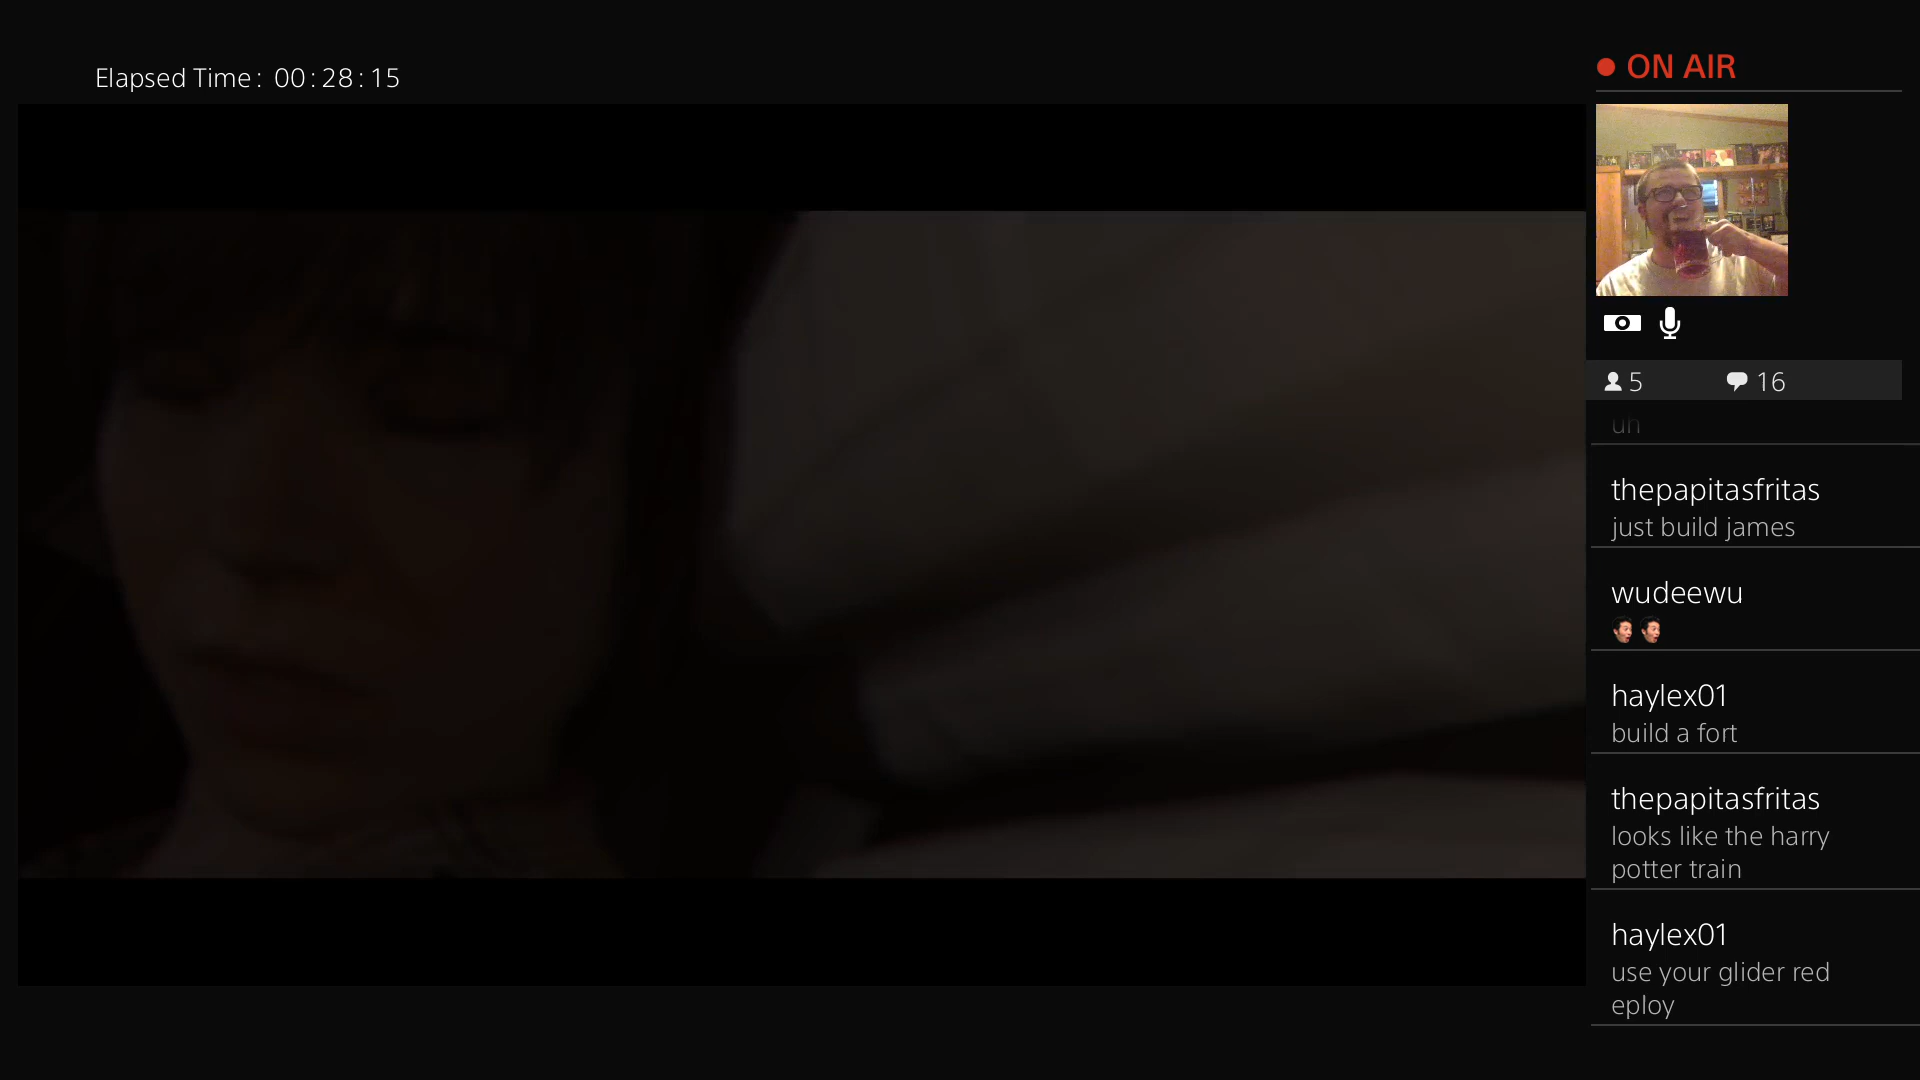 Elapsed Time: 00:28:15
ON AIR
5
16
uh
thepapitasfritas
just build james
wudeewu
haylex01
build a fort
thepapitasfritas
looks like the harry
potter train
haylex01
use your glider red
eploy